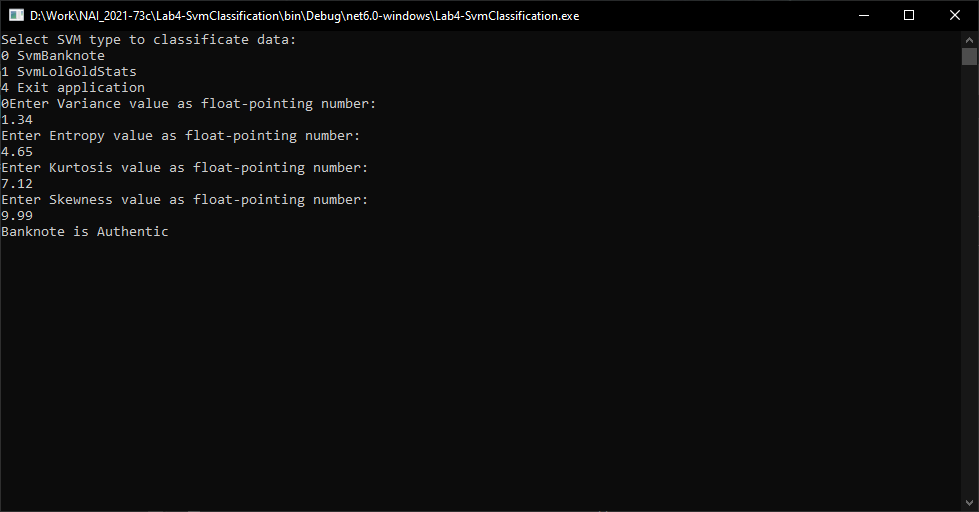 D:\Work\NAI_2021-73c\Lab4-SvmClassification\bin\Debug\net6.0-windows\Lab4-SvmClassification.exe
Select SVM type to classificate data:
0 SvmBanknote
1 SvmLolGoldStats
4 Exit application
0Enter Variance value as float-pointing number:
1.34
Enter Entropy value as float-pointing number:
4.65
Enter Kurtosis value as float-pointing number:
7.12
Enter Skewness value as float-pointing number:
9.99
Banknote is Authentic